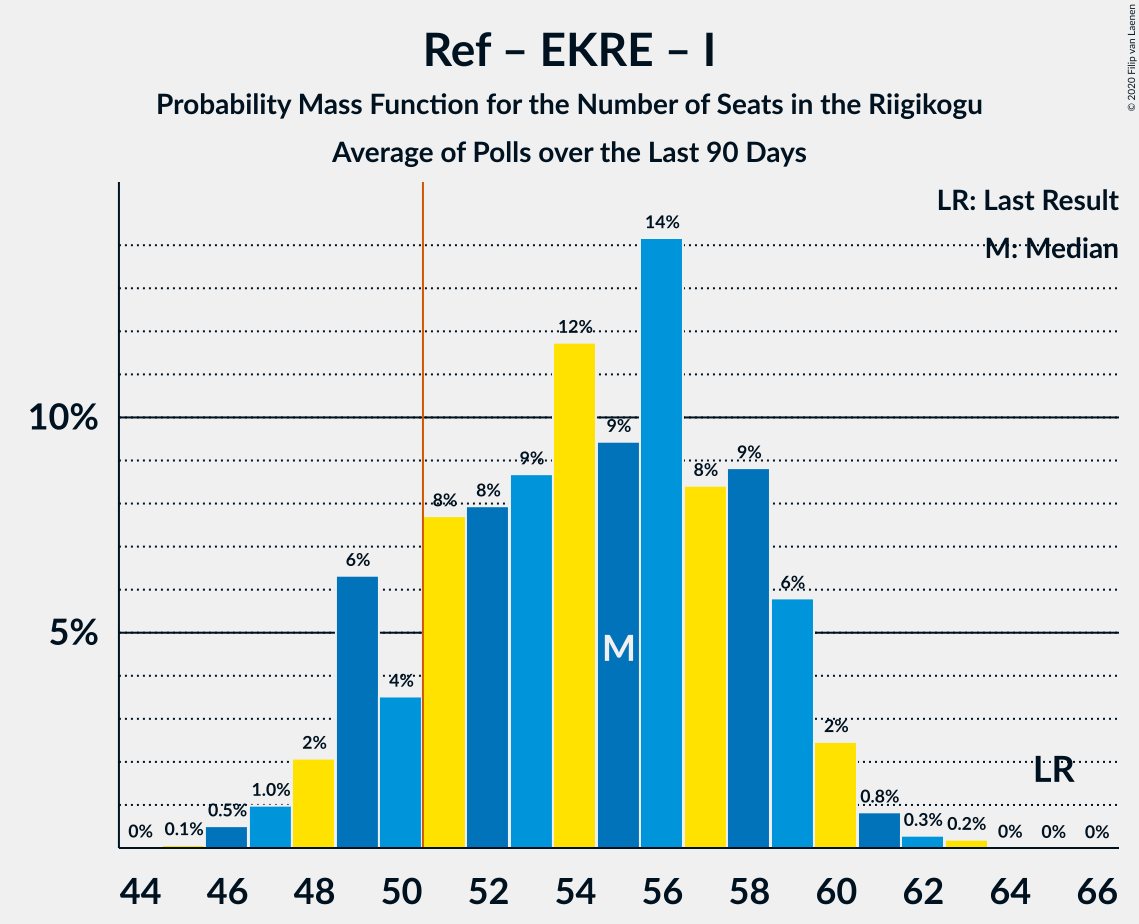 Ref – EKRE – I
Probability Mass Function for the Number of Seats in the Riigikogu
Average of Polls over the Last 90 Days
© 2020 Filip van Laenen
LR: Last Result
M: Median
10%
5%
0% 0.1% 0.5% 1.0% 2% 6% 4% 8% 8% 9% 12% 9% 14% 8% 9% 6% 2% 0.8% 0.3% 0.2% 0% 0% 0%
M
LR
44 46 48 50 52 54 56 58 60 62 64 66